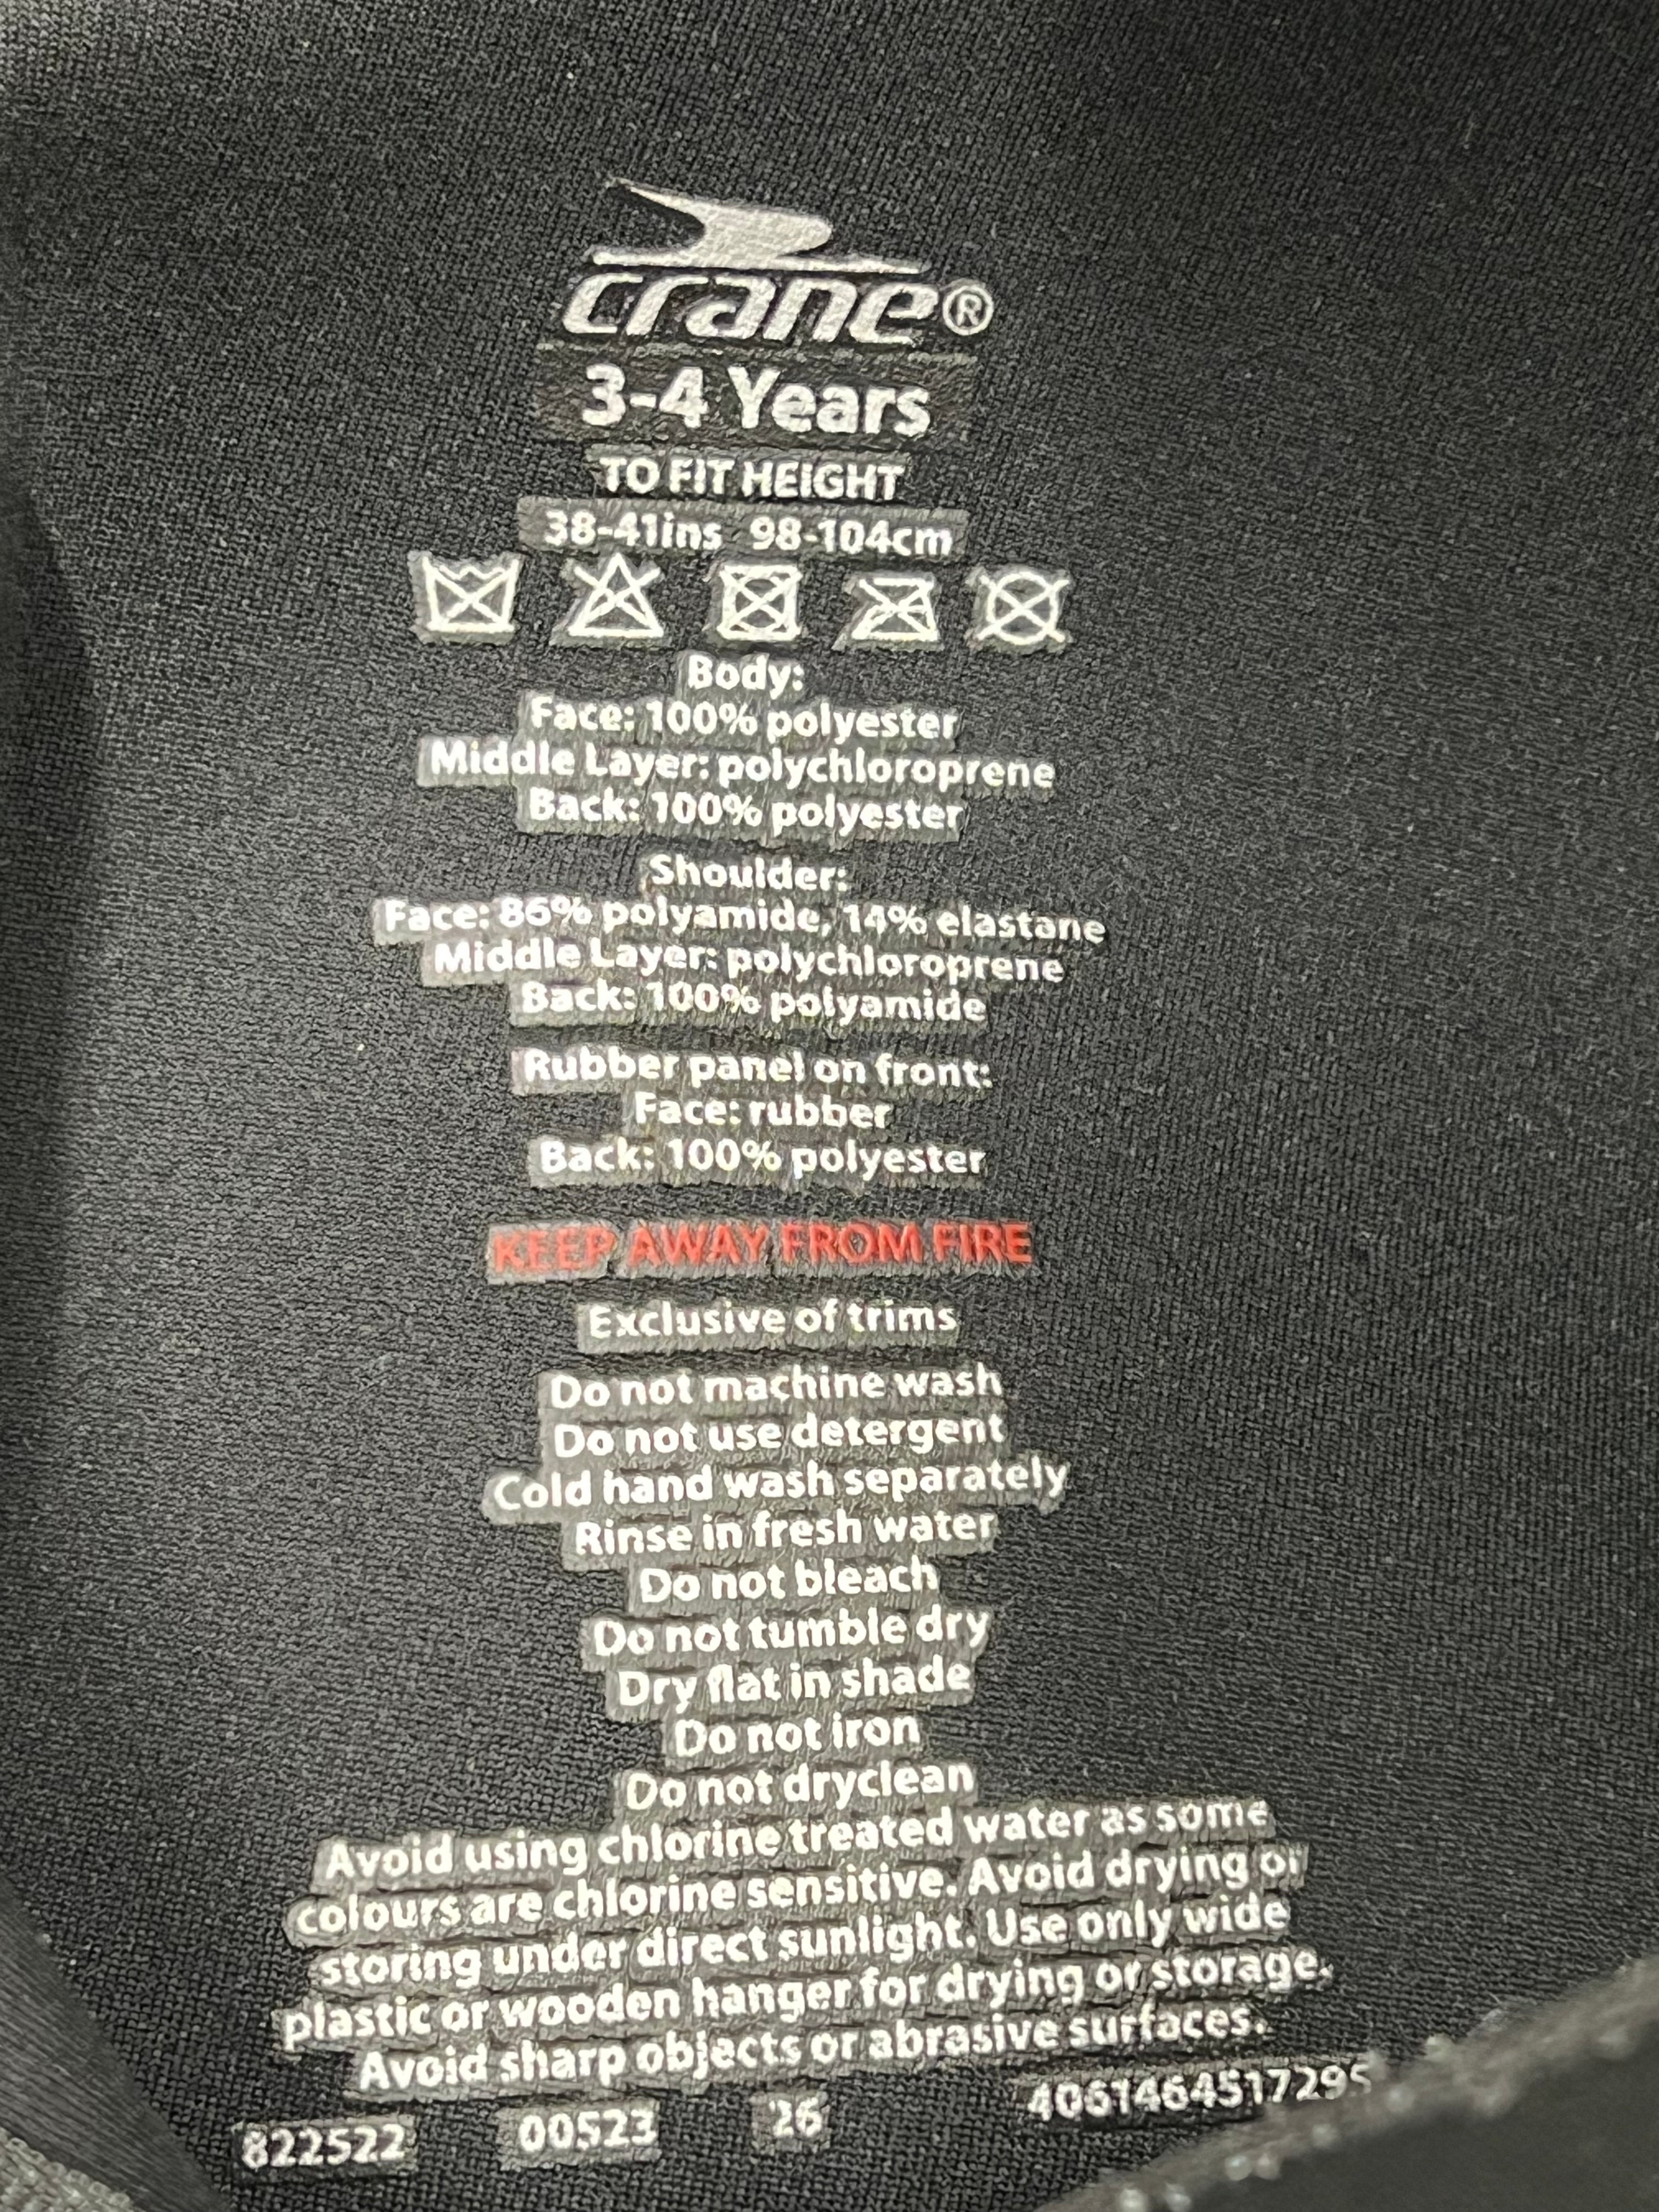 crane®
3-4 Years
TO FIT HEIGHT
38-41ins 98-104cm
Body:
Face: 100% polyester
Middle Layer: polychloroprene
Back: 100% polyester
Shoulder:
Face: 86% polyamide, 14% elastane
Middle Layer: polychloroprene
Back: 100% polyamide
Rubber panel on front:
Face: rubber
Back: 100% polyester
KEEP AWAY FROM FIRE
Exclusive of trims
Do not machine wash
Do not use detergent
Cold hand wash separately
Rinse in fresh water
Do not bleach
Do not tumble dry
Dry flat in shade
Do not iron
Do not dryclean
Avoid using chlorine treated water as some
colours are chlorine sensitive. Avoid drying or
storing under direct sunlight. Use only wide
plastic or wooden hanger for drying or storage.
Avoid sharp objects or abrasive surfaces.
822522 00523 26 4061464517295